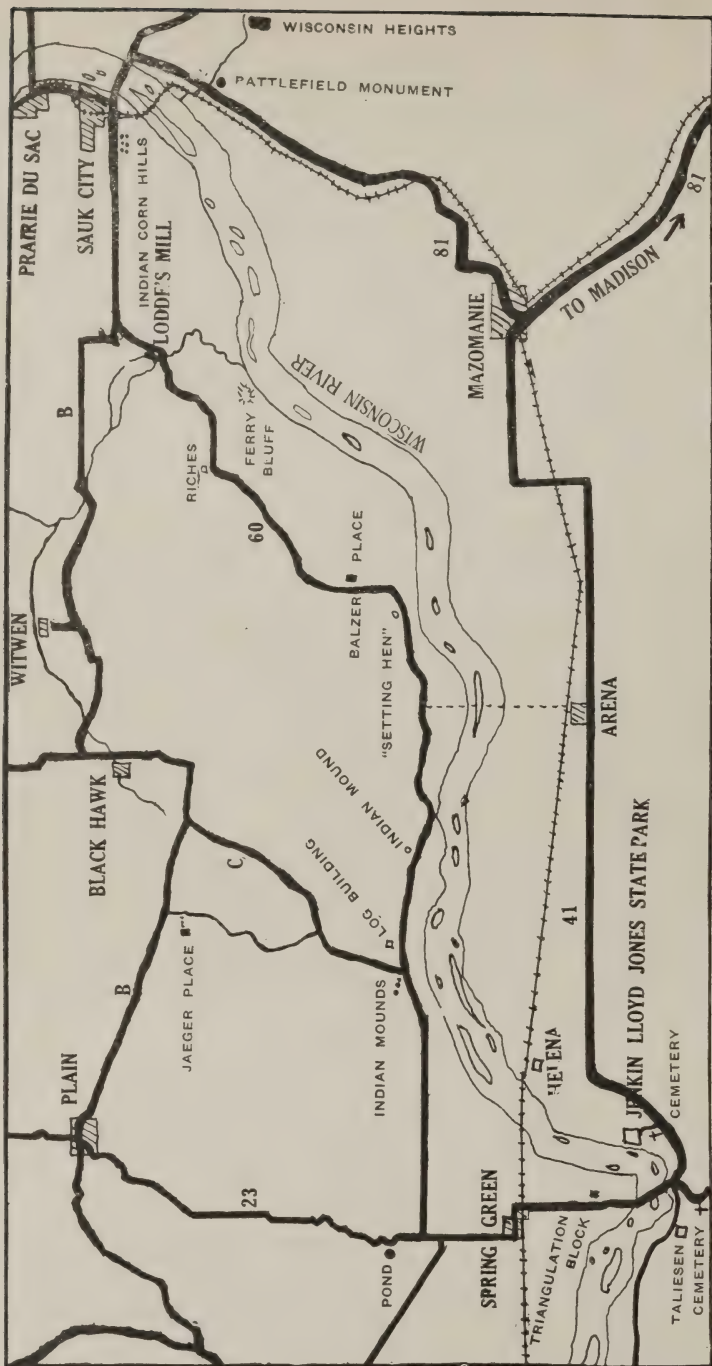 WISCONSIN HEIGHTS
PATTLEFIELD MONUMENT
PRAIRIE DU SAC
SAUK CITY
INDIAN CORN HILLS
LODDE'S MILL
81
81
TO MADISON
MAZOMANIE
B
WISCONSIN RIVER
FERRY
BLUFF
RICHES
60
BALZER PLACE
"SETTING HEN"
WITWEN
BLACK HAWK
INDIAN MOUND
LOG BUILDING
C
ARENA
41
JAEGER PLACE
B
PLAIN
INDIAN MOUNDS
HELENA
JENKIN LLOYD JONES STATE PARK
CEMETERY
23
POND
SPRING GREEN
TRIANGULATION
BLOCK
TALIESEN
CEMETERY